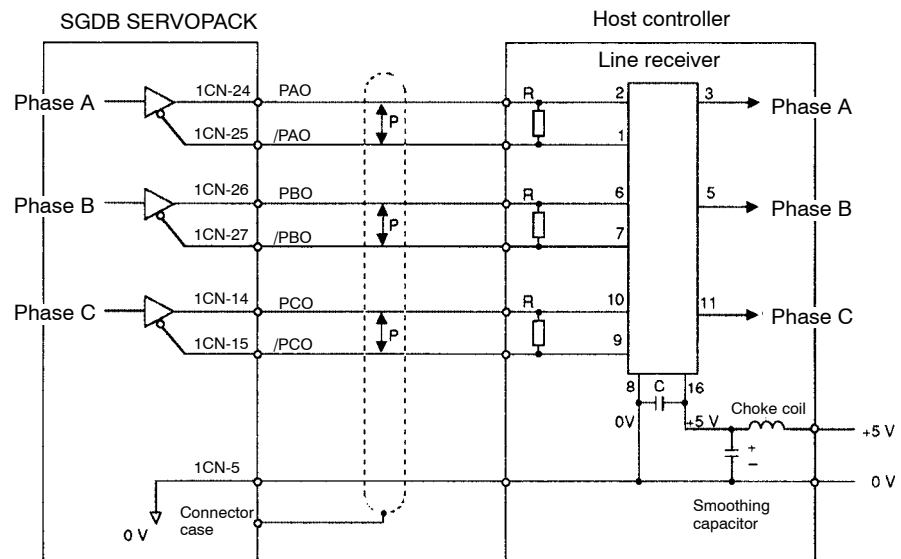 SGDB SERVOPACK
Host controller
Line receiver
Phase A
1CN-24
PAO
P
R
2
3
Phase A
1CN-25
/PAO
1
Phase B
1CN-26
PBO
P
R
6
5
Phase B
1CN-27
/PBO
7
Phase C
1CN-14
PCO
P
R
10
11
Phase C
1CN-15
/PCO
9
8
C
16
0V
+5 V
Choke coil
+5 V
+
−
1CN-5
0 V
0 V
Connector
case
Smoothing
capacitor